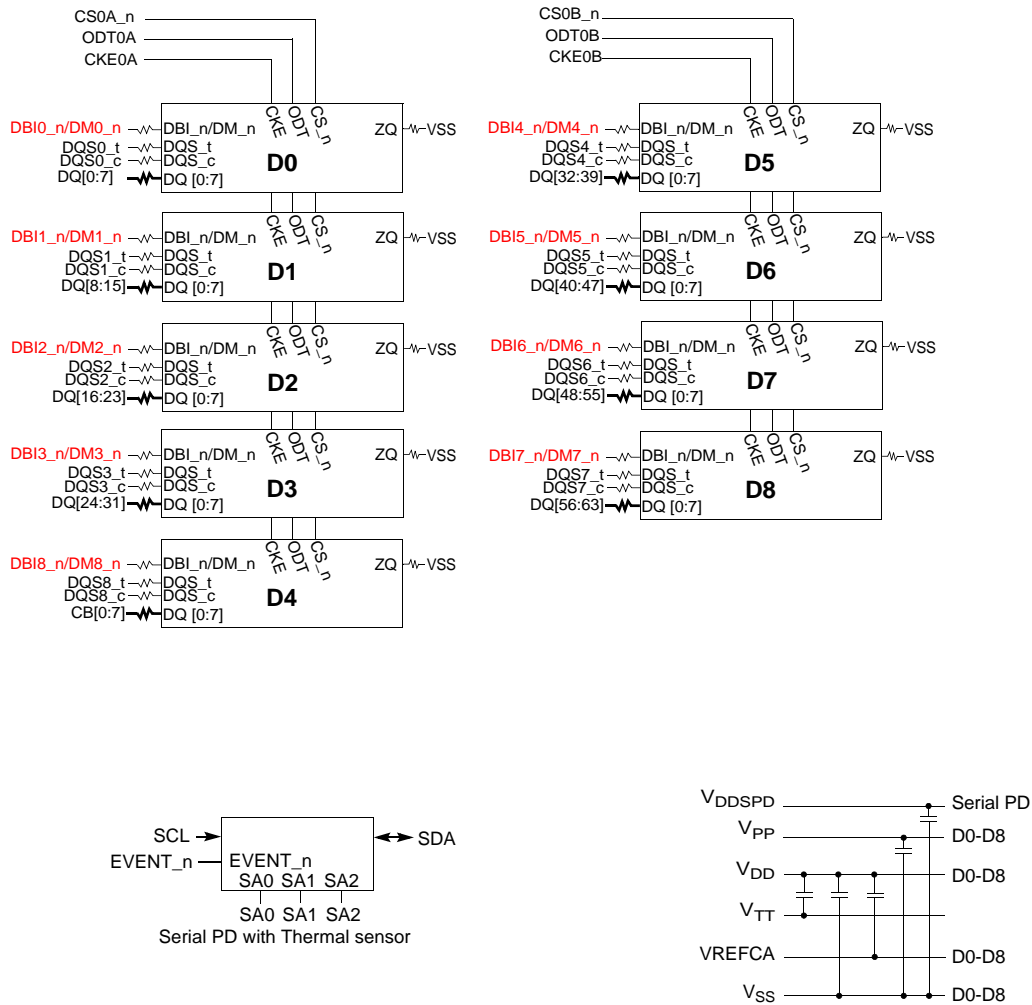 CS0A_n
ODT0A
CKE0A
CKE ODT CS_n
DBI0_n/DM0_n DBI_n/DM_n ZQ VSS
DQS0_t DQS_t
DQS0_c DQS_c
D0
DQ[0:7] DQ [0:7]
CKE ODT CS_n
DBI1_n/DM1_n DBI_n/DM_n ZQ VSS
DQS1_t DQS_t
DQS1_c DQS_c
D1
DQ[8:15] DQ [0:7]
CKE ODT CS_n
DBI2_n/DM2_n DBI_n/DM_n ZQ VSS
DQS2_t DQS_t
DQS2_c DQS_c
D2
DQ[16:23] DQ [0:7]
CKE ODT CS_n
DBI3_n/DM3_n DBI_n/DM_n ZQ VSS
DQS3_t DQS_t
DQS3_c DQS_c
D3
DQ[24:31] DQ [0:7]
CKE ODT CS_n
DBI8_n/DM8_n DBI_n/DM_n ZQ VSS
DQS8_t DQS_t
DQS8_c DQS_c
D4
CB[0:7] DQ [0:7]
CS0B_n
ODT0B
CKE0B
CKE ODT CS_n
DBI4_n/DM4_n DBI_n/DM_n ZQ VSS
DQS4_t DQS_t
DQS4_c DQS_c
D5
DQ[32:39] DQ [0:7]
CKE ODT CS_n
DBI5_n/DM5_n DBI_n/DM_n ZQ VSS
DQS5_t DQS_t
DQS5_c DQS_c
D6
DQ[40:47] DQ [0:7]
CKE ODT CS_n
DBI6_n/DM6_n DBI_n/DM_n ZQ VSS
DQS6_t DQS_t
DQS6_c DQS_c
D7
DQ[48:55] DQ [0:7]
CKE ODT CS_n
DBI7_n/DM7_n DBI_n/DM_n ZQ VSS
DQS7_t DQS_t
DQS7_c DQS_c
D8
DQ[56:63] DQ [0:7]
SCL SDA
EVENT_n EVENT_n
SA0 SA1 SA2
SA0 SA1 SA2
Serial PD with Thermal sensor
VDDSPD Serial PD
VPP D0-D8
VDD D0-D8
VTT
VREFCA D0-D8
VSS D0-D8